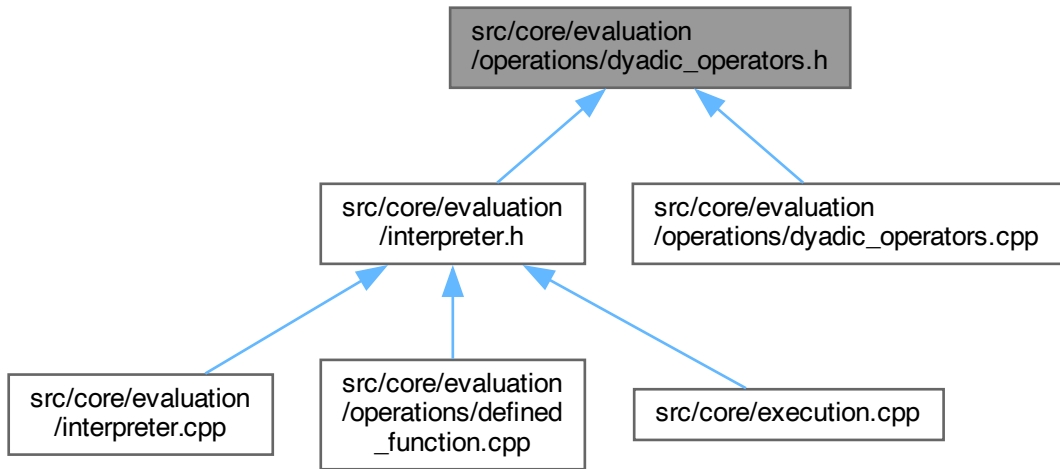 src/core/evaluation
/operations/dyadic_operators.h
src/core/evaluation
/interpreter.h
src/core/evaluation
/operations/dyadic_operators.cpp
src/core/evaluation
/interpreter.cpp
src/core/evaluation
/operations/defined
_function.cpp
src/core/execution.cpp